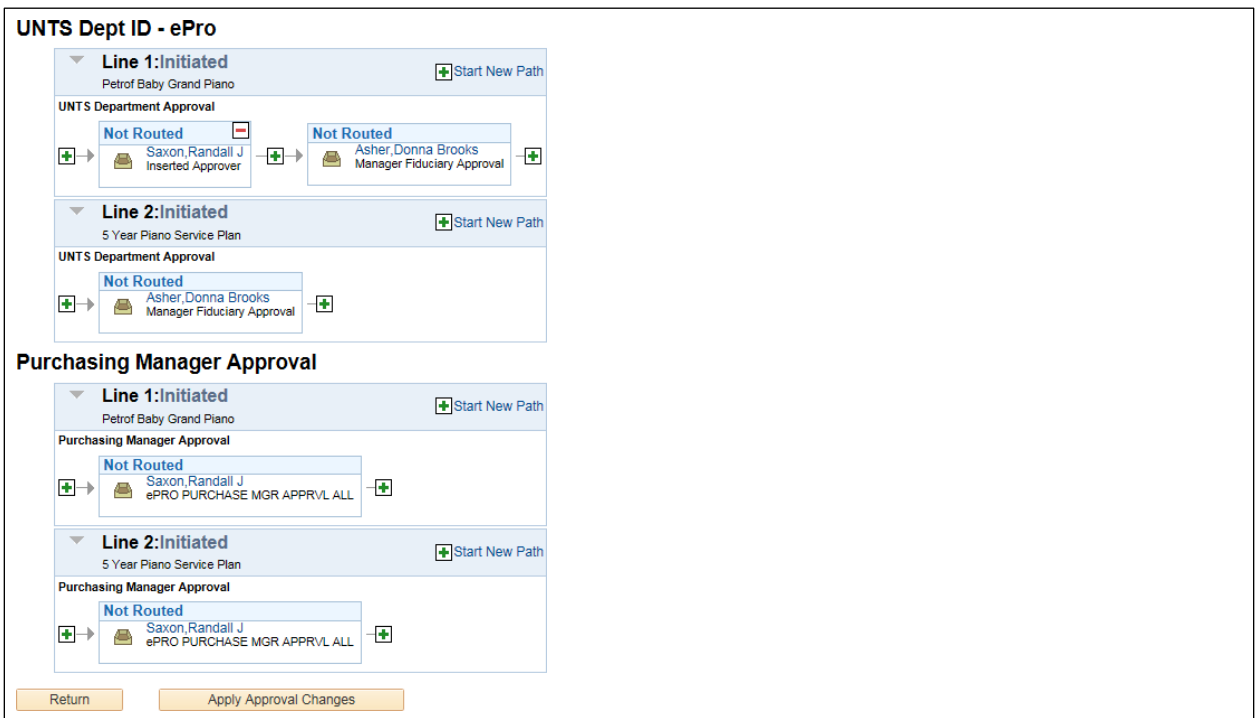 UNTS Dept ID - ePro
Line 1:Initiated
Start New Path
Petrof Baby Grand Piano
UNTS Department Approval
Not Routed
Saxon,Randall J
Inserted Approver
Not Routed
Asher,Donna Brooks
Manager Fiduciary Approval
Line 2:Initiated
Start New Path
5 Year Piano Service Plan
UNTS Department Approval
Not Routed
Asher,Donna Brooks
Manager Fiduciary Approval
Purchasing Manager Approval
Line 1:Initiated
Start New Path
Petrof Baby Grand Piano
Purchasing Manager Approval
Not Routed
Saxon,Randall J
ePRO PURCHASE MGR APPRVL ALL
Line 2:Initiated
Start New Path
5 Year Piano Service Plan
Purchasing Manager Approval
Not Routed
Saxon,Randall J
ePRO PURCHASE MGR APPRVL ALL
Return
Apply Approval Changes